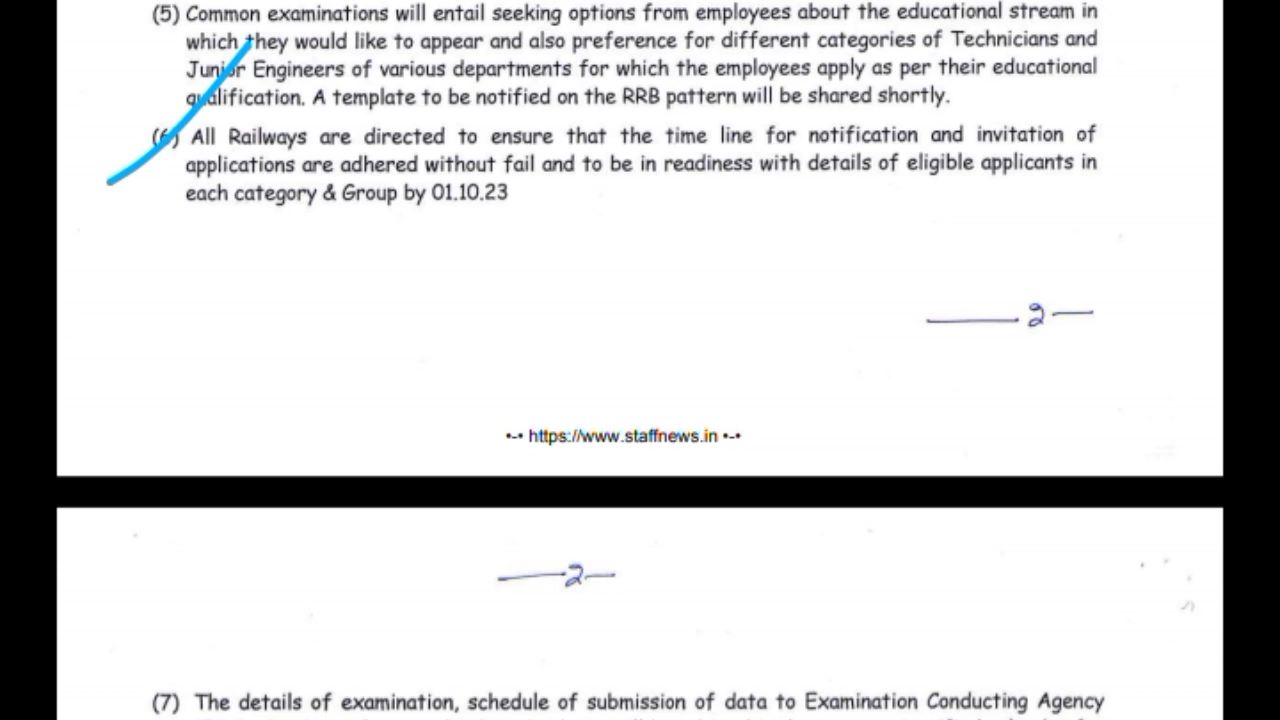 (5) Common examinations will entail seeking options from employees about the educational stream in
which they would like to appear and also preference for different categories of Technicians and
Junior Engineers of various departments for which the employees apply as per their educational
qualification. A template to be notified on the RRB pattern will be shared shortly.
(6) All Railways are directed to ensure that the time line for notification and invitation of
applications are adhered without fail and to be in readiness with details of eligible applicants in
each category & Group by 01.10.23
2
•-• https://www.staffnews.in •-•
2
(7) The details of examination, schedule of submission of data to Examination Conducting Agency